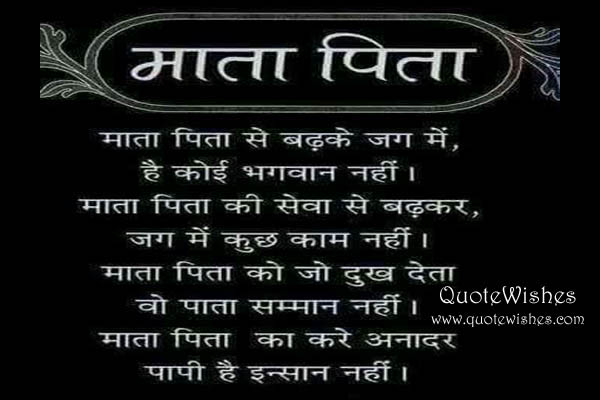 माता पिता
माता पिता से बढ़के जग में,
है कोई भगवान नहीं।
माता पिता की सेवा से बढ़कर,
जग में कुछ काम नहीं।
माता पिता को जो दुख देता
वो पाता सम्मान नहीं।
माता पिता का करे अनादर
पापी है इन्सान नहीं।
QuoteWishes
www.quotewishes.com